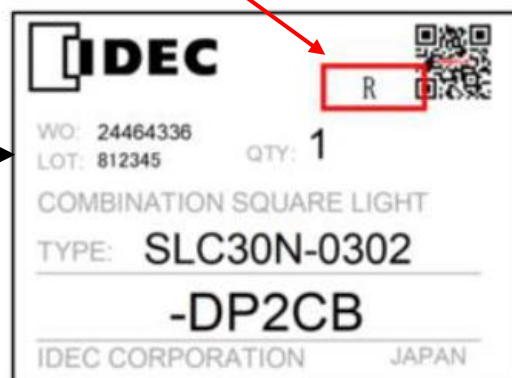 IDEC
R
WO: 24464336
LOT: 812345
QTY: 1
COMBINATION SQUARE LIGHT
TYPE: SLC30N-0302
-DP2CB
IDEC CORPORATION JAPAN